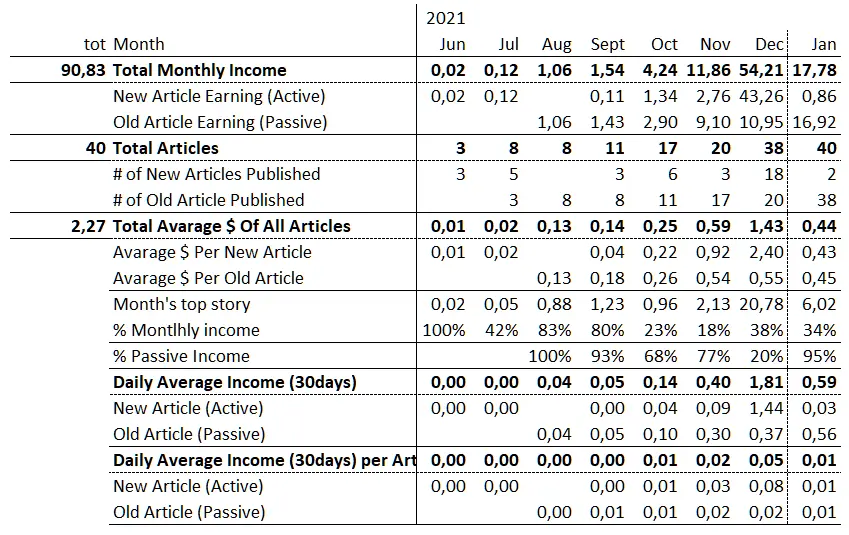 2021
tot Month Jun Jul Aug Sept Oct Nov Dec Jan
90,83 Total Monthly Income 0,02 0,12 1,06 1,54 4,24 11,86 54,21 17,78
New Article Earning (Active) 0,02 0,12 0,11 1,34 2,76 43,26 0,86
Old Article Earning (Passive) 1,06 1,43 2,90 9,10 10,95 16,92
40 Total Articles 3 8 8 11 17 20 38 40
# of New Articles Published 3 5 3 6 3 18 2
# of Old Article Published 3 8 8 11 17 20 38
2,27 Total Avarage $ Of All Articles 0,01 0,02 0,13 0,14 0,25 0,59 1,43 0,44
Avarage $ Per New Article 0,01 0,02 0,04 0,22 0,92 2,40 0,43
Avarage $ Per Old Article 0,13 0,18 0,26 0,54 0,55 0,45
Month's top story 0,02 0,05 0,88 1,23 0,96 2,13 20,78 6,02
% Montlhly income 100% 42% 83% 80% 23% 18% 38% 34%
% Passive Income 100% 93% 68% 77% 20% 95%
Daily Average Income (30days) 0,00 0,00 0,04 0,05 0,14 0,40 1,81 0,59
New Article (Active) 0,00 0,00 0,00 0,04 0,09 1,44 0,03
Old Article (Passive) 0,04 0,05 0,10 0,30 0,37 0,56
Daily Average Income (30days) per Art 0,00 0,00 0,00 0,00 0,01 0,02 0,05 0,01
New Article (Active) 0,00 0,00 0,00 0,01 0,03 0,08 0,01
Old Article (Passive) 0,00 0,01 0,01 0,02 0,02 0,01